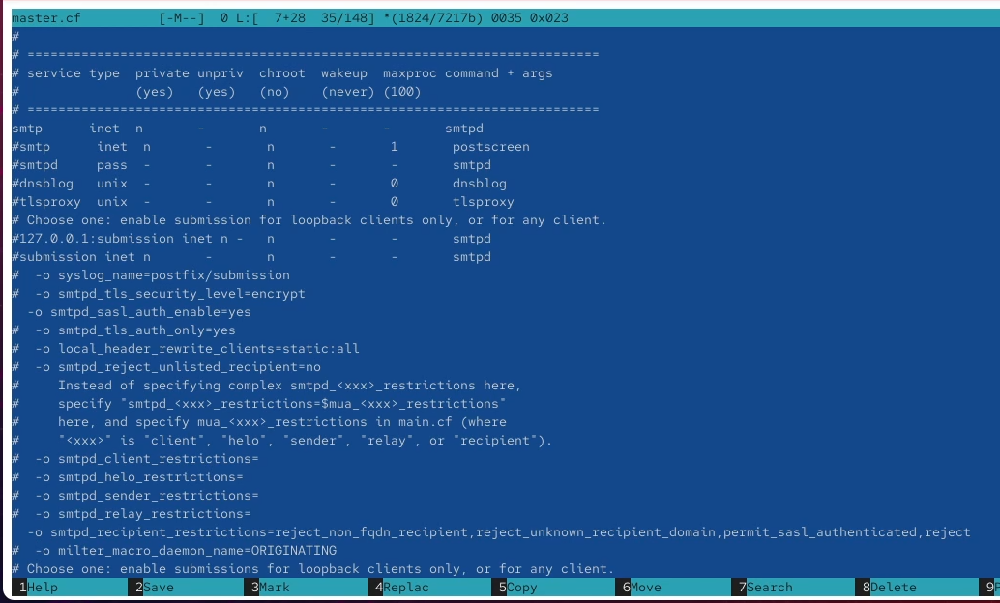 master.cf          [-M--]  0 L:[  7+28  35/148] *(1824/7217b) 0035 0x023
#
# ==========================================================================
# service type  private unpriv  chroot  wakeup  maxproc command + args
#               (yes)   (yes)   (no)    (never) (100)
# ==========================================================================
smtp      inet  n       -       n       -       -       smtpd
#smtp      inet  n       -       n       -       1       postscreen
#smtpd     pass  -       -       n       -       -       smtpd
#dnsblog   unix  -       -       n       -       0       dnsblog
#tlsproxy  unix  -       -       n       -       0       tlsproxy
# Choose one: enable submission for loopback clients only, or for any client.
#127.0.0.1:submission inet n -   n       -       -       smtpd
#submission inet n       -       n       -       -       smtpd
#  -o syslog_name=postfix/submission
#  -o smtpd_tls_security_level=encrypt
  -o smtpd_sasl_auth_enable=yes
#  -o smtpd_tls_auth_only=yes
#  -o local_header_rewrite_clients=static:all
#  -o smtpd_reject_unlisted_recipient=no
#     Instead of specifying complex smtpd_<xxx>_restrictions here,
#     specify "smtpd_<xxx>_restrictions=$mua_<xxx>_restrictions"
#     here, and specify mua_<xxx>_restrictions in main.cf (where
#     "<xxx>" is "client", "helo", "sender", "relay", or "recipient").
#  -o smtpd_client_restrictions=
#  -o smtpd_helo_restrictions=
#  -o smtpd_sender_restrictions=
#  -o smtpd_relay_restrictions=
  -o smtpd_recipient_restrictions=reject_non_fqdn_recipient,reject_unknown_recipient_domain,permit_sasl_authenticated,reject
#  -o milter_macro_daemon_name=ORIGINATING
# Choose one: enable submissions for loopback clients only, or for any client.
1Help 2Save 3Mark 4Replac 5Copy 6Move 7Search 8Delete 9